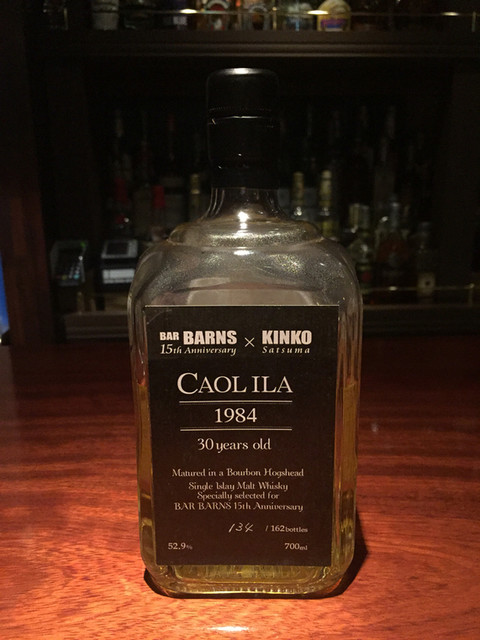 BAR BARNS × KINKO
15th Anniversary Satsuma
CAOL ILA
1984
30 years old
Matured in a Bourbon Hogshead
Single Islay Malt Whisky
Specially selected for
BAR BARNS 15th Anniversary
134 / 162bottles
52.9% 700ml